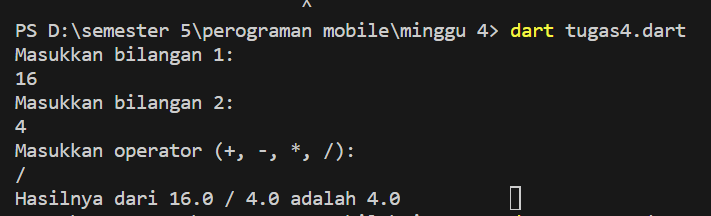 ^
PS D:\semester 5\perograman mobile\minggu 4> dart tugas4.dart
Masukkan bilangan 1:
16
Masukkan bilangan 2:
4
Masukkan operator (+, -, *, /):
/
Hasilnya dari 16.0 / 4.0 adalah 4.0